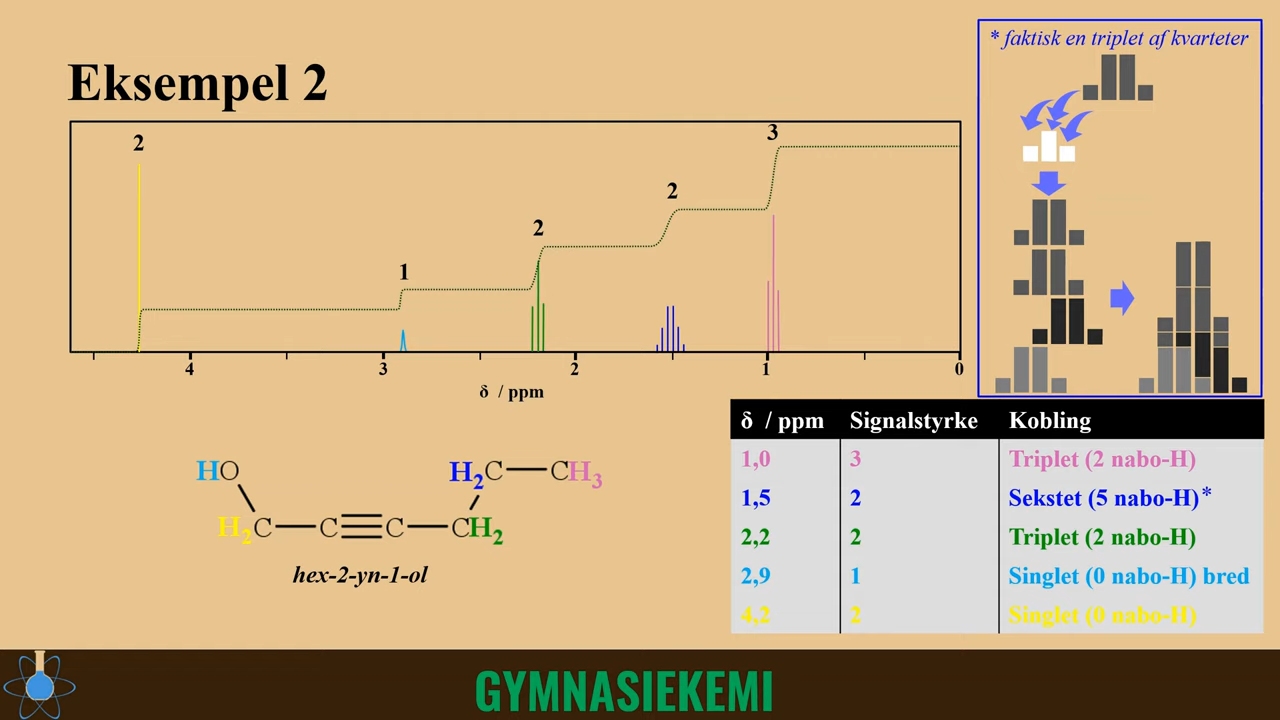 * faktisk en triplet af kvarteter
Eksempel 2
2
1
2
2
3
4
3
2
1
0
δ / ppm
δ / ppm Signalstyrke Kobling
1,0 3 Triplet (2 nabo-H)
1,5 2 Sekstet (5 nabo-H)*
2,2 2 Triplet (2 nabo-H)
2,9 1 Singlet (0 nabo-H) bred
4,2 2 Singlet (0 nabo-H)
HO H₂C CH₃
H₂C C C CH₂
hex-2-yn-1-ol
GYMNASIEKEMI